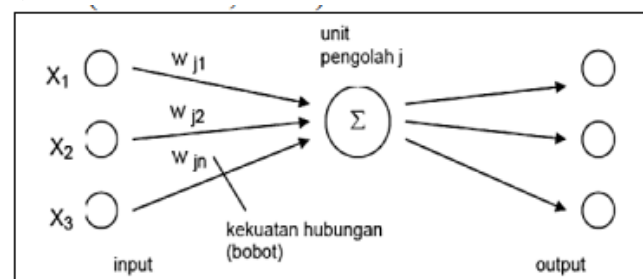 unit
pengolah j
X1
W j1
X2
W j2
Σ
X3
W jn
kekuatan hubungan
(bobot)
input
output